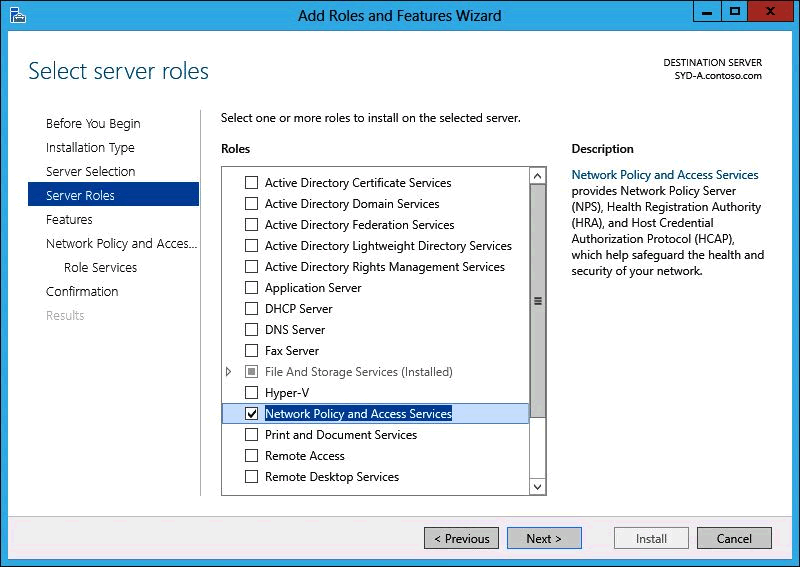 Add Roles and Features Wizard
Select server roles
DESTINATION SERVER
SYD-A.contoso.com
Before You Begin
Installation Type
Server Selection
Server Roles
Features
Network Policy and Acces...
Role Services
Confirmation
Results
Select one or more roles to install on the selected server.
Roles
Active Directory Certificate Services
Active Directory Domain Services
Active Directory Federation Services
Active Directory Lightweight Directory Services
Active Directory Rights Management Services
Application Server
DHCP Server
DNS Server
Fax Server
File And Storage Services (Installed)
Hyper-V
Network Policy and Access Services
Print and Document Services
Remote Access
Remote Desktop Services
Description
Network Policy and Access Services
provides Network Policy Server
(NPS), Health Registration Authority
(HRA), and Host Credential
Authorization Protocol (HCAP),
which help safeguard the health and
security of your network.
< Previous
Next >
Install
Cancel